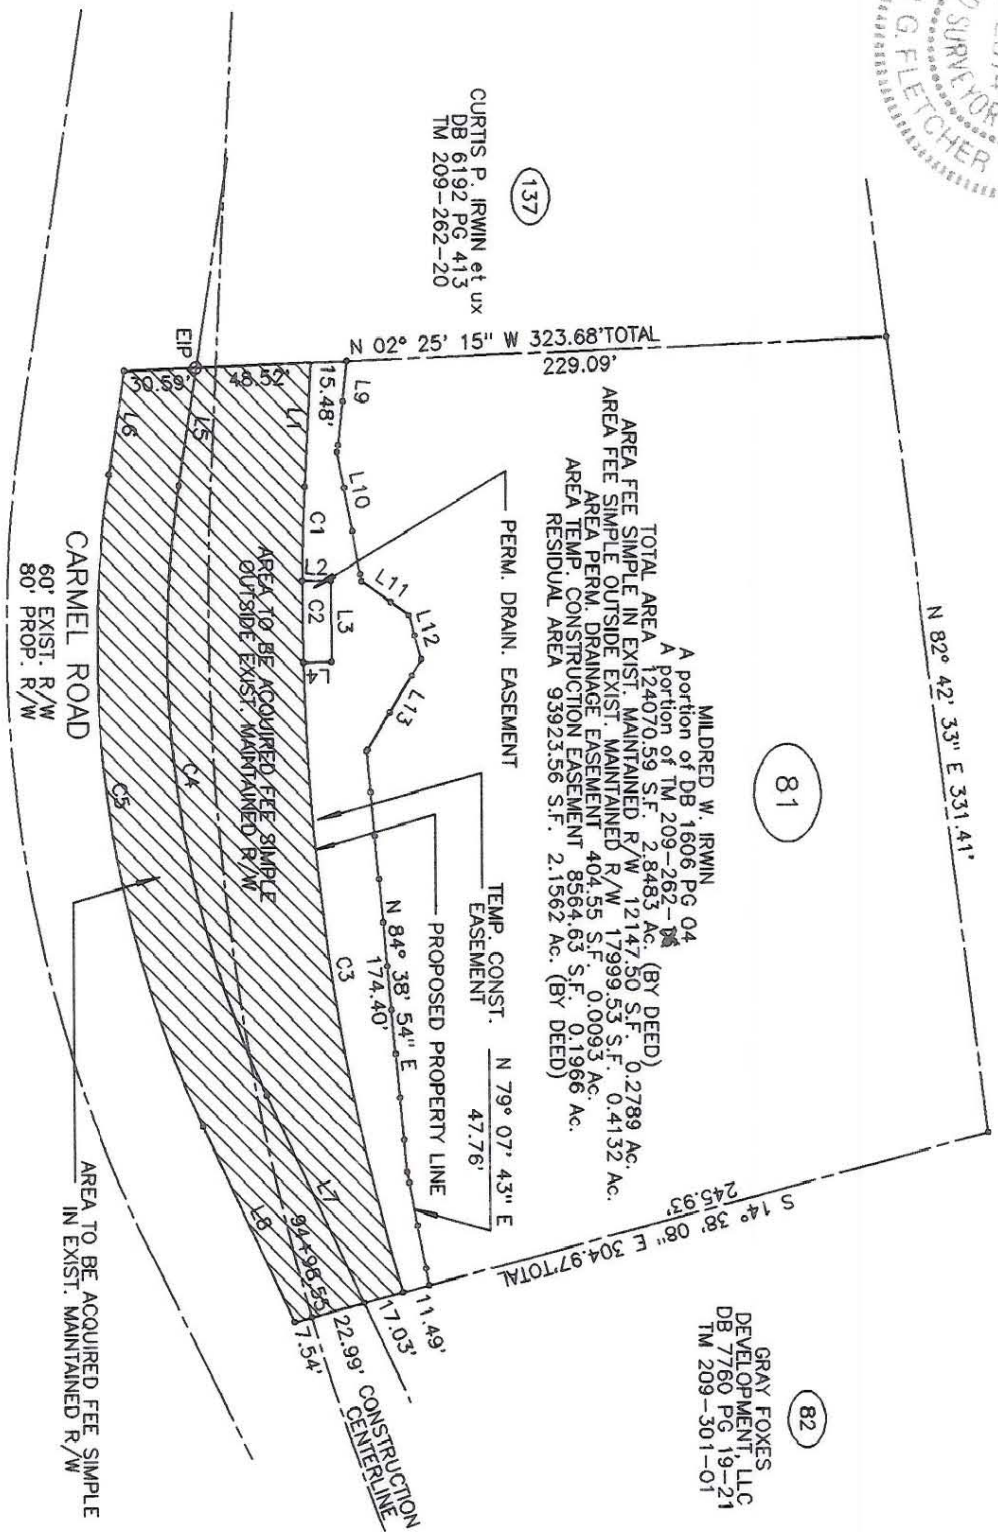 SURVEYOR
G. FLETCHER
137
CURTIS P. IRWIN et ux
DB 6192 PG 413
TM 209-262-20
N 82° 42' 33" E 331.41'
N 02° 25' 15" W 323.68'TOTAL
229.09'
81
MILDRED W. IRWIN
A portion of DB 1606 PG 04
A portion of TM 209-262-
TOTAL AREA 124070.59 S.F. 2.8483 Ac. (BY DEED)
AREA FEE SIMPLE IN EXIST. MAINTAINED R/W 12147.50 S.F. 0.2789 Ac.
AREA FEE SIMPLE OUTSIDE EXIST. MAINTAINED R/W 17999.53 S.F. 0.4132 Ac.
AREA PERM. DRAINAGE EASEMENT 404.55 S.F. 0.0093 Ac.
AREA TEMP. CONSTRUCTION EASEMENT 8564.63 S.F. 0.1966 Ac.
RESIDUAL AREA 93923.56 S.F. 2.1562 Ac. (BY DEED)
S 14° 38' 08" E 304.97'TOTAL
245.93'
82
GRAY FOXES
DEVELOPMENT, LLC
DB 7760 PG 19-21
TM 209-301-01
PERM. DRAIN. EASEMENT
TEMP. CONST.
EASEMENT
N 79° 07' 43" E
47.76'
PROPOSED PROPERTY LINE
N 84° 38' 54" E
174.40'
L9
L10
L11
L12
L13
15.48'
L1
C1
L2
C2
L3
L4
C3
11.49'
17.03'
22.99'
7.54'
EIP
48.52'
30.59'
L5
L6
AREA TO BE ACQUIRED FEE SIMPLE
OUTSIDE EXIST. MAINTAINED R/W
C4
C5
L7
L8
94+98.55
CONSTRUCTION
CENTERLINE
CARMEL ROAD
60' EXIST. R/W
80' PROP. R/W
AREA TO BE ACQUIRED FEE SIMPLE
IN EXIST. MAINTAINED R/W